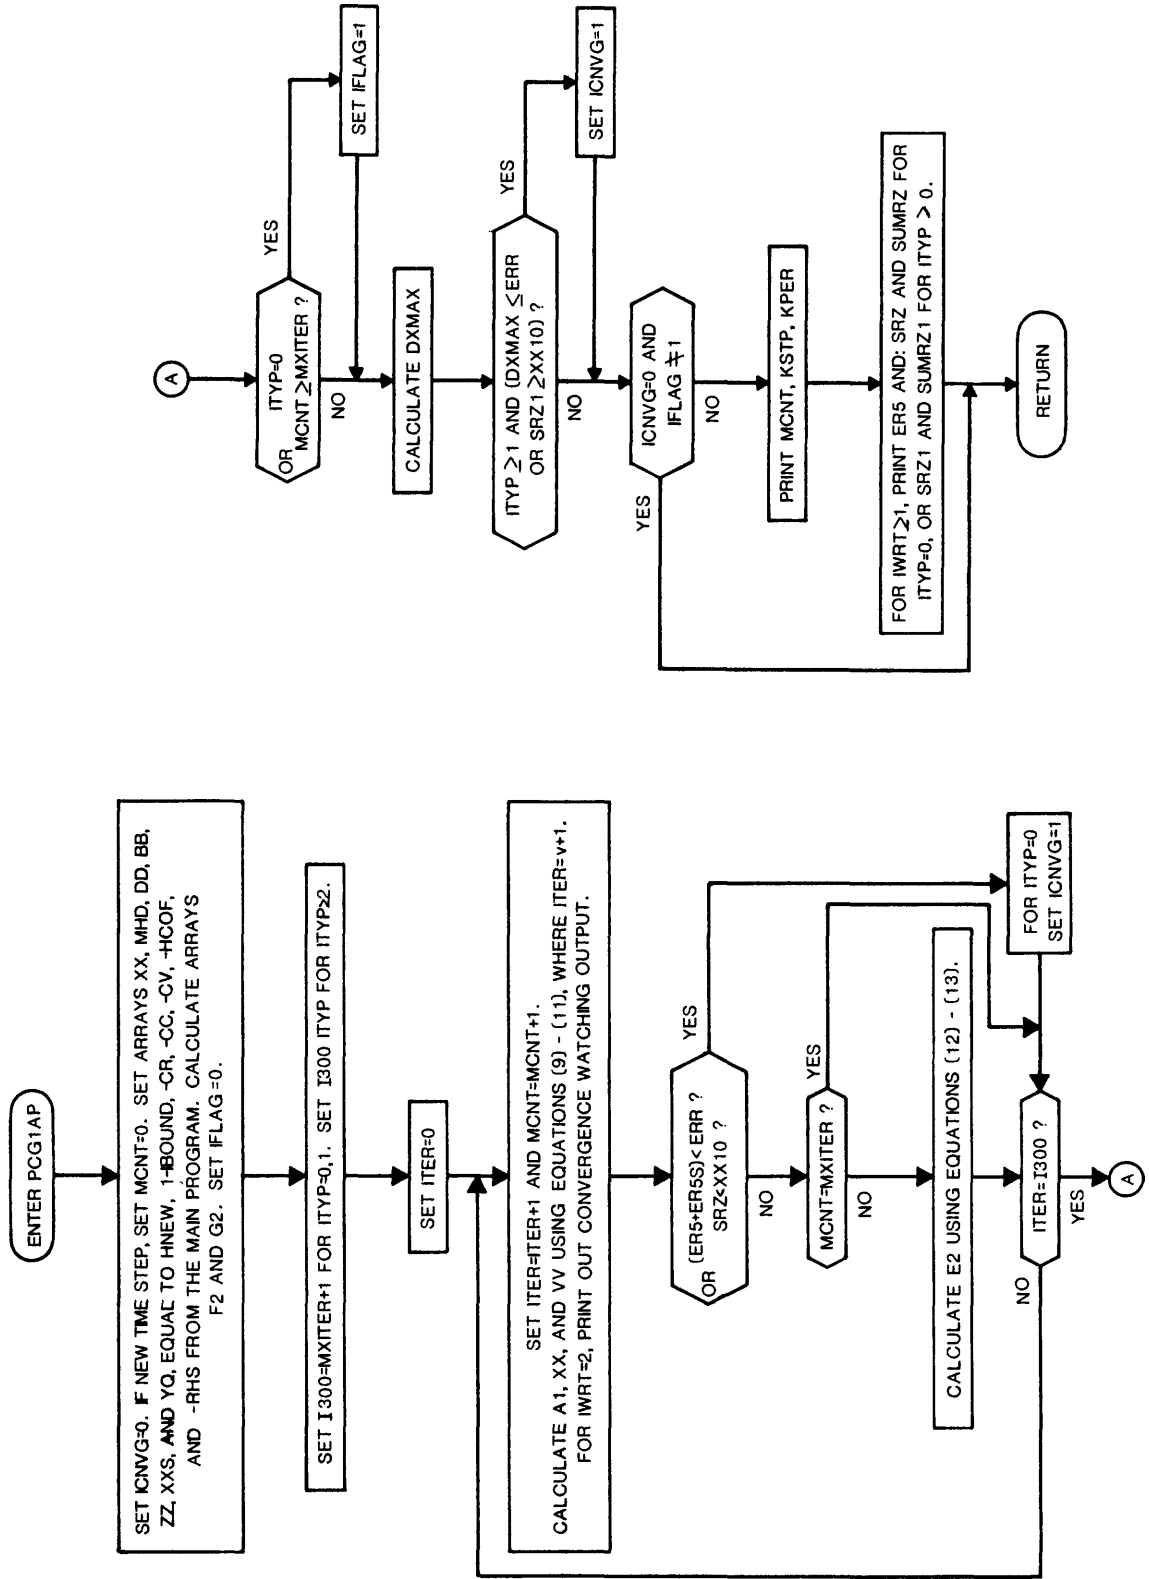 ENTER PCG1AP
SET ICNVG=0. IF NEW TIME STEP, SET MCNT=0. SET ARRAYS XX, MHD, DD, BB,
ZZ, XXS, AND YQ, EQUAL TO HNEW, 1-IBOUND, -CR, -CC, -CV, -HCOF,
AND -RHS FROM THE MAIN PROGRAM. CALCULATE ARRAYS
F2 AND G2. SET IFLAG=0.
SET I300=MXITER+1 FOR ITYP=0,1. SET I300 ITYP FOR ITYP≥2.
SET ITER=0
SET ITER=ITER+1 AND MCNT=MCNT+1.
CALCULATE A1, XX, AND VV USING EQUATIONS (9) - (11), WHERE ITER=v+1.
FOR IWRT=2, PRINT OUT CONVERGENCE WATCHING OUTPUT.
(ER5+ER5S)<ERR ?
OR SRZ<XX10 ?
YES
NO
MCNT=MXITER ?
YES
NO
CALCULATE E2 USING EQUATIONS (12) - (13).
FOR ITYP=0
SET ICNVG=1
ITER=I300 ?
NO
YES
A
A
ITYP=0
OR MCNT≥MXITER ?
YES
NO
SET IFLAG=1
CALCULATE DXMAX
ITYP≥1 AND (DXMAX≤ERR
OR SRZ1≥XX10) ?
YES
NO
SET ICNVG=1
ICNVG=0 AND
IFLAG≠1
YES
NO
PRINT MCNT, KSTP, KPER
FOR IWRT≥1, PRINT ER5 AND: SRZ AND SUMRZ FOR
ITYP=0, OR SRZ1 AND SUMRZ1 FOR ITYP > 0.
RETURN